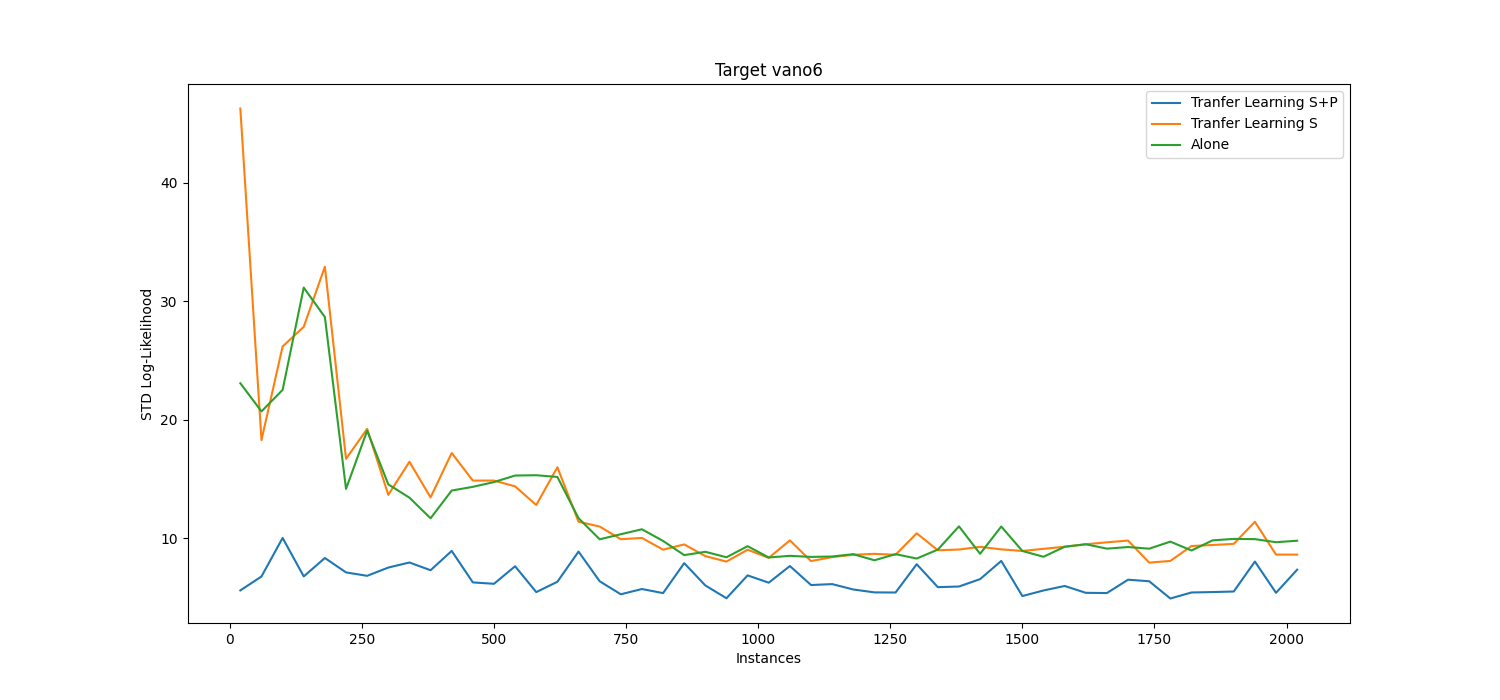 Target vano6
Tranfer Learning S+P
Tranfer Learning S
Alone
STD Log-Likelihood
40
30
20
10
0
250
500
750
1000
1250
1500
1750
2000
Instances